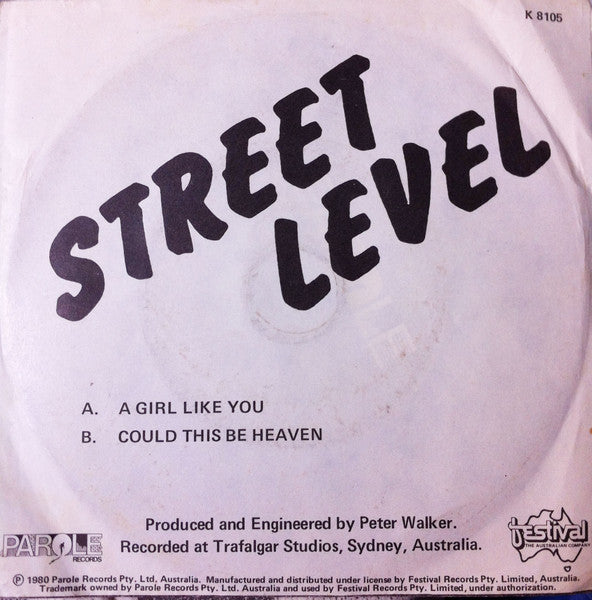 K 8105
STREET
LEVEL
A. A GIRL LIKE YOU
B. COULD THIS BE HEAVEN
Produced and Engineered by Peter Walker.
Recorded at Trafalgar Studios, Sydney, Australia.
PAROLE
RECORDS
festival
THE AUSTRALIAN COMPANY
Ⓟ 1980 Parole Records Pty. Ltd. Australia. Manufactured and distributed under license by Festival Records Pty. Limited, Australia.
Trademark owned by Parole Records Pty. Ltd. Australia and used by Festival Records Pty. Limited, under authorization.